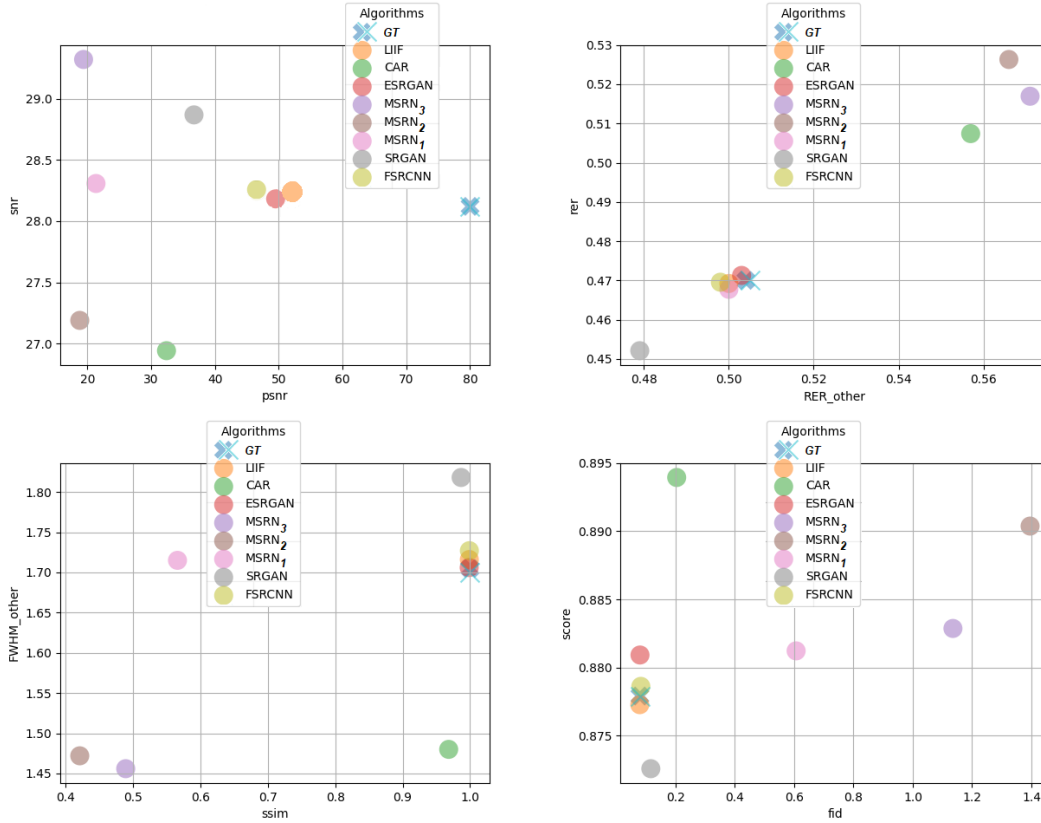 Algorithms
GT
LIIF
CAR
ESRGAN
MSRN3
MSRN2
MSRN1
SRGAN
FSRCNN
snr
29.0
28.5
28.0
27.5
27.0
20 30 40 50 60 70 80
psnr
Algorithms
GT
LIIF
CAR
ESRGAN
MSRN3
MSRN2
MSRN1
SRGAN
FSRCNN
rer
0.53
0.52
0.51
0.50
0.49
0.48
0.47
0.46
0.45
0.48 0.50 0.52 0.54 0.56
RER_other
Algorithms
GT
LIIF
CAR
ESRGAN
MSRN3
MSRN2
MSRN1
SRGAN
FSRCNN
FWHM_other
1.80
1.75
1.70
1.65
1.60
1.55
1.50
1.45
0.4 0.5 0.6 0.7 0.8 0.9 1.0
ssim
Algorithms
GT
LIIF
CAR
ESRGAN
MSRN3
MSRN2
MSRN1
SRGAN
FSRCNN
score
0.895
0.890
0.885
0.880
0.875
0.2 0.4 0.6 0.8 1.0 1.2 1.4
fid